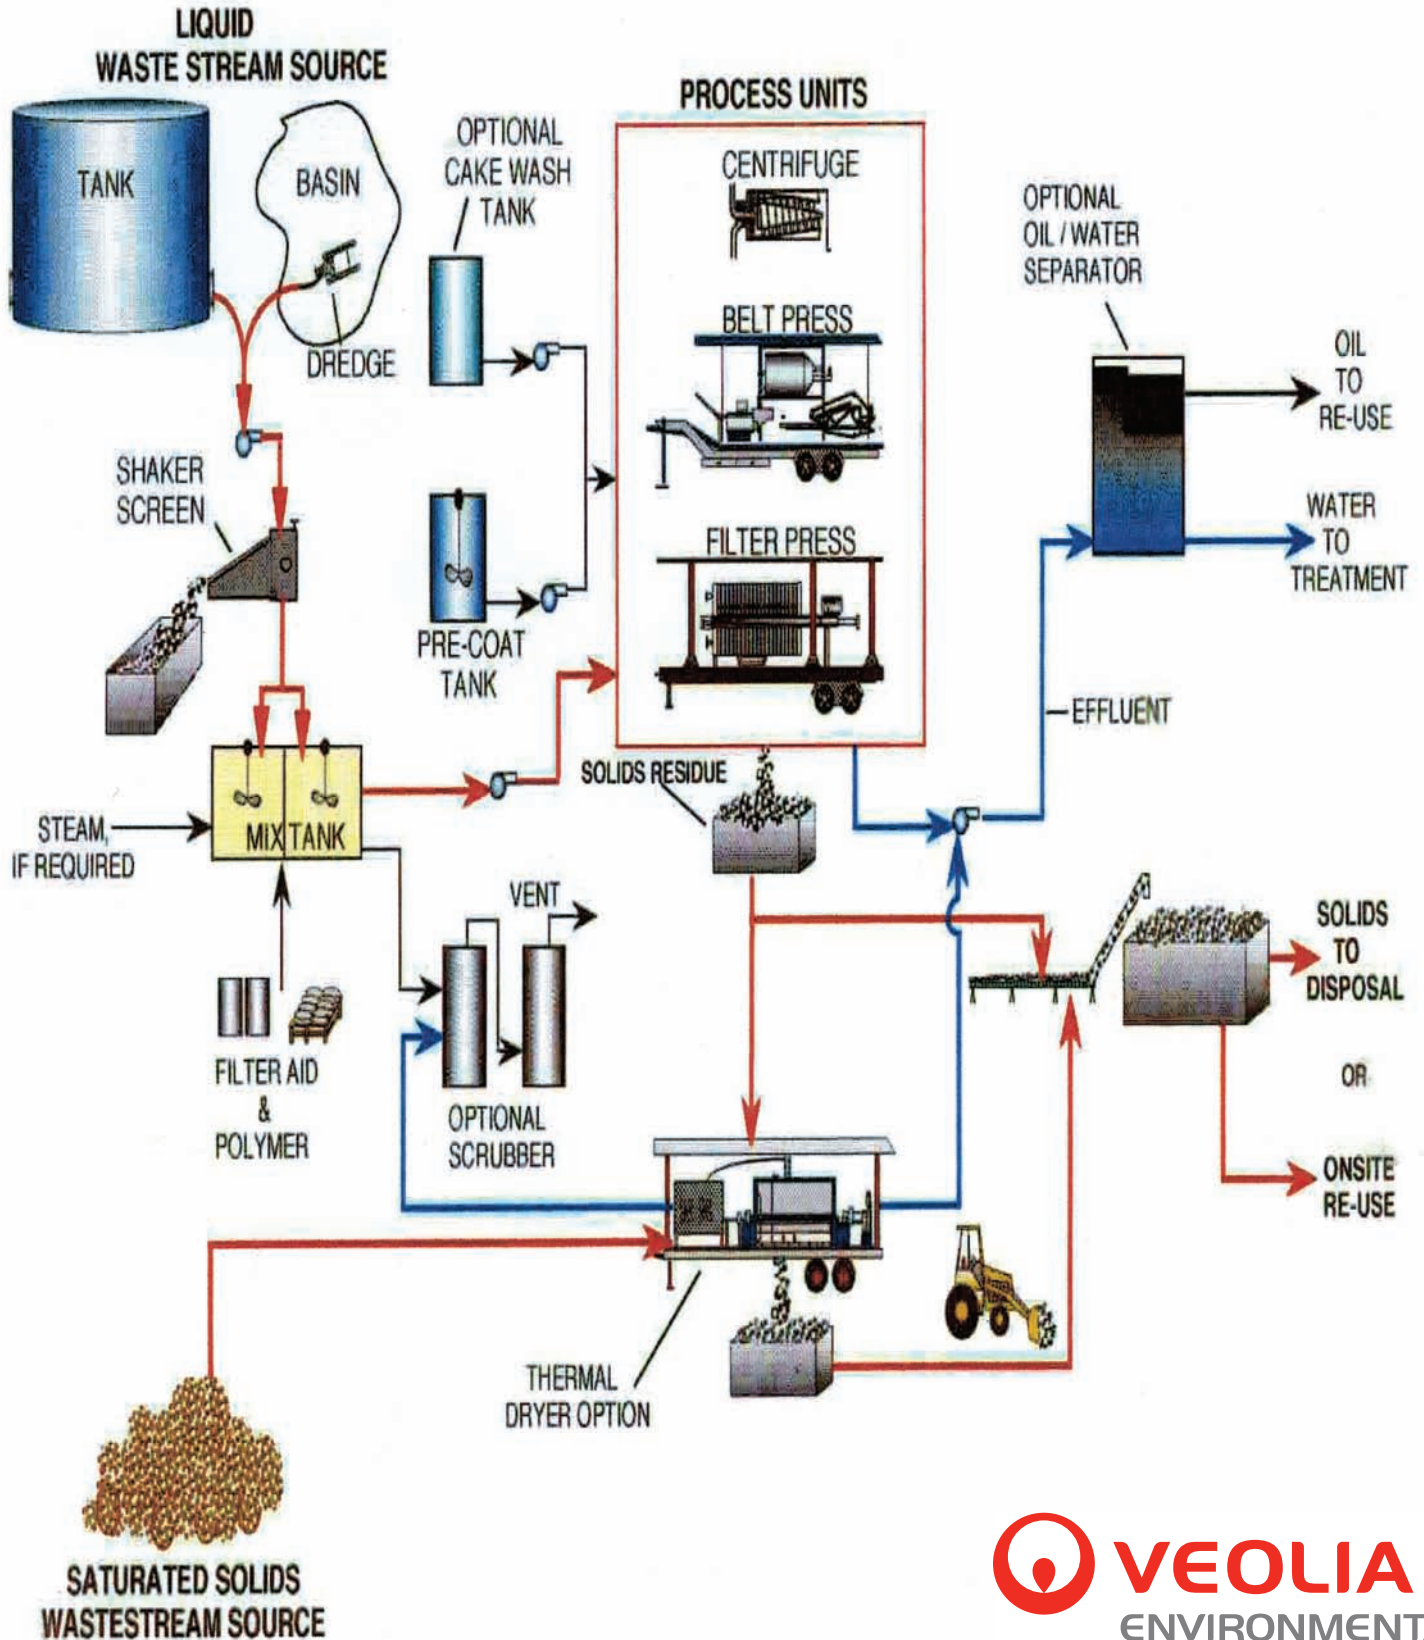 LIQUID
WASTE STREAM SOURCE
TANK
BASIN
DREDGE
OPTIONAL
CAKE WASH
TANK
PROCESS UNITS
CENTRIFUGE
BELT PRESS
FILTER PRESS
OPTIONAL
OIL / WATER
SEPARATOR
OIL
TO
RE-USE
WATER
TO
TREATMENT
SHAKER
SCREEN
PRE-COAT
TANK
EFFLUENT
SOLIDS RESIDUE
MIX TANK
STEAM,
IF REQUIRED
VENT
FILTER AID
&
POLYMER
OPTIONAL
SCRUBBER
SOLIDS
TO
DISPOSAL
OR
ONSITE
RE-USE
THERMAL
DRYER OPTION
SATURATED SOLIDS
WASTESTREAM SOURCE
VEOLIA
ENVIRONMENT